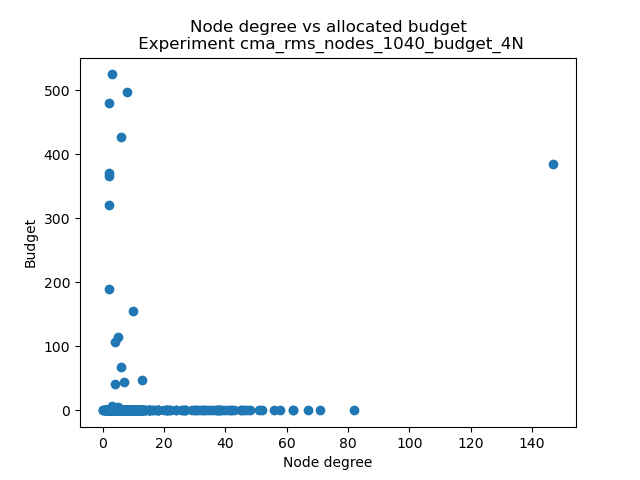 Node degree vs allocated budget
Experiment cma_rms_nodes_1040_budget_4N
500
400
300
200
100
0
Budget
0 20 40 60 80 100 120 140
Node degree